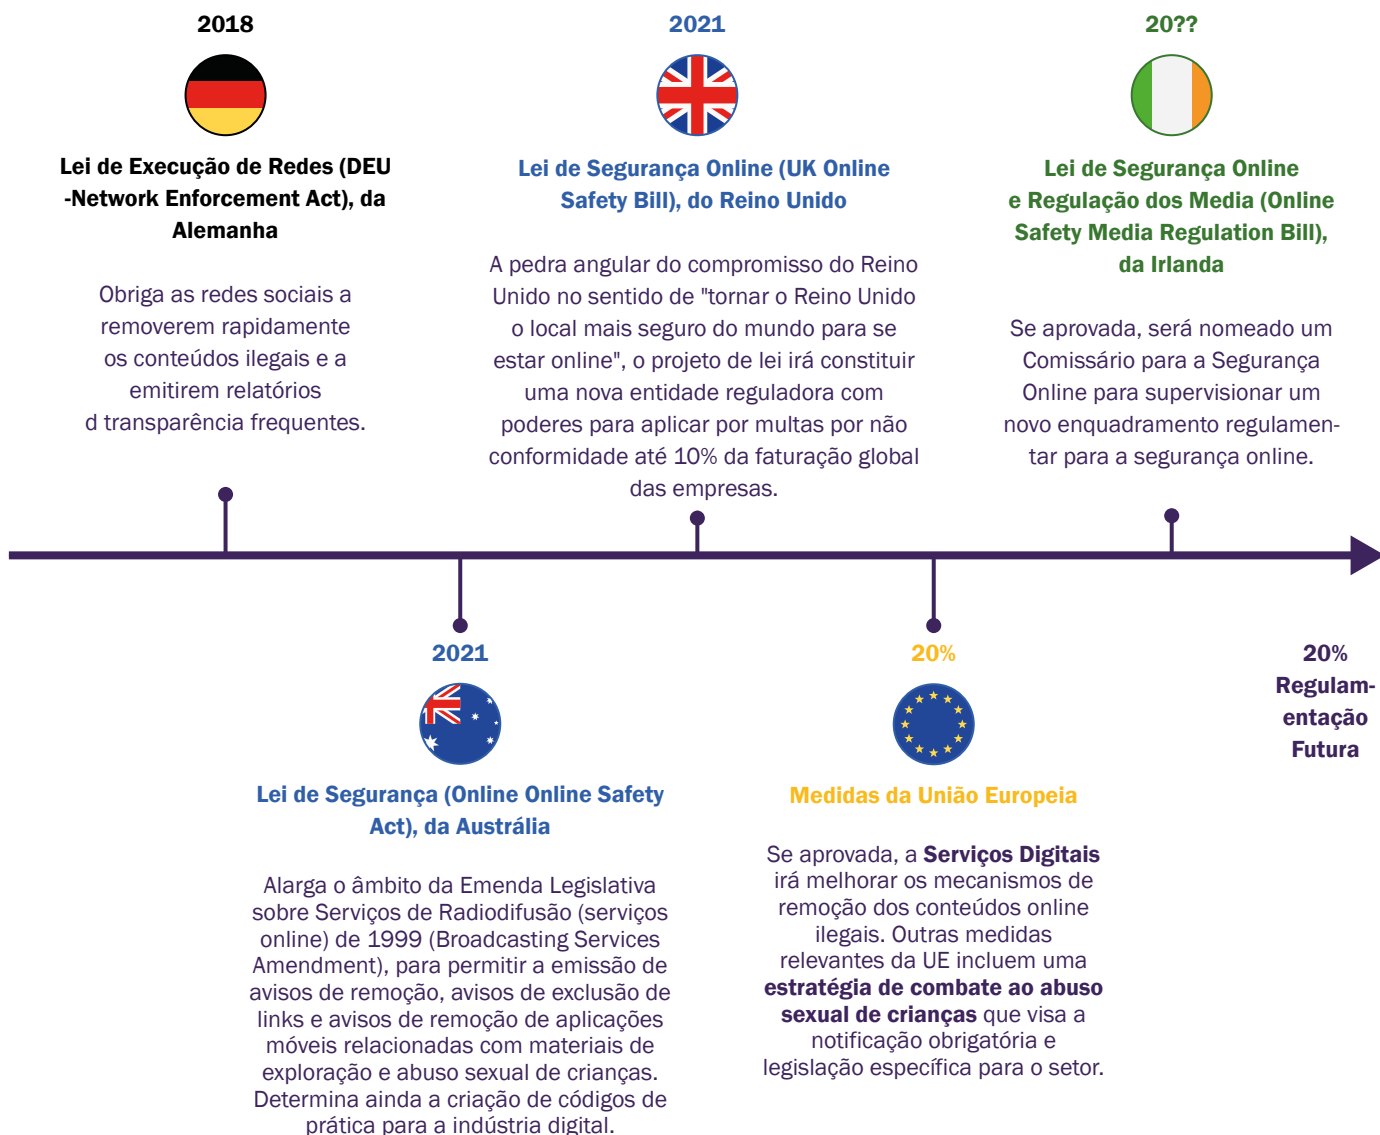 2018
Lei de Execução de Redes (DEU
-Network Enforcement Act), da
Alemanha
Obriga as redes sociais a
removerem rapidamente
os conteúdos ilegais e a
emitirem relatórios
d transparência frequentes.
2021
Lei de Segurança Online (UK Online
Safety Bill), do Reino Unido
A pedra angular do compromisso do Reino
Unido no sentido de "tornar o Reino Unido
o local mais seguro do mundo para se
estar online", o projeto de lei irá constituir
uma nova entidade reguladora com
poderes para aplicar por multas por não
conformidade até 10% da faturação global
das empresas.
20??
Lei de Segurança Online
e Regulação dos Media (Online
Safety Media Regulation Bill),
da Irlanda
Se aprovada, será nomeado um
Comissário para a Segurança
Online para supervisionar um
novo enquadramento regulamen-
tar para a segurança online.
2021
Lei de Segurança (Online Online Safety
Act), da Austrália
Alarga o âmbito da Emenda Legislativa
sobre Serviços de Radiodifusão (serviços
online) de 1999 (Broadcasting Services
Amendment), para permitir a emissão de
avisos de remoção, avisos de exclusão de
links e avisos de remoção de aplicações
móveis relacionadas com materiais de
exploração e abuso sexual de crianças.
Determina ainda a criação de códigos de
prática para a indústria digital.
20%
Medidas da União Europeia
Se aprovada, a Serviços Digitais
irá melhorar os mecanismos de
remoção dos conteúdos online
ilegais. Outras medidas
relevantes da UE incluem uma
estratégia de combate ao abuso
sexual de crianças que visa a
notificação obrigatória e
legislação específica para o setor.
20%
Regulam-
entação
Futura